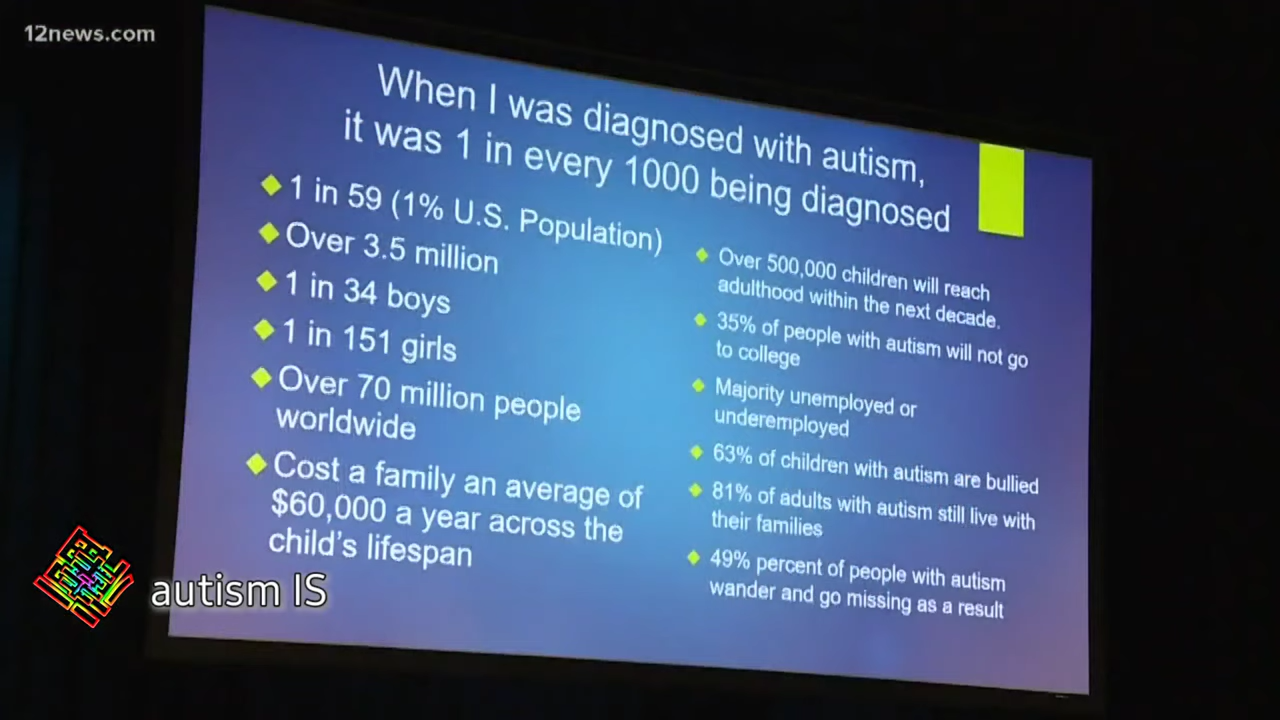 12news.com
When I was diagnosed with autism,
it was 1 in every 1000 being diagnosed
1 in 59 (1% U.S. Population)
Over 3.5 million
1 in 34 boys
1 in 151 girls
Over 70 million people
worldwide
Cost a family an average of
$60,000 a year across the
child's lifespan
Over 500,000 children will reach
adulthood within the next decade.
35% of people with autism will not go
to college
Majority unemployed or
underemployed
63% of children with autism are bullied
81% of adults with autism still live with
their families
49% percent of people with autism
wander and go missing as a result
autism IS